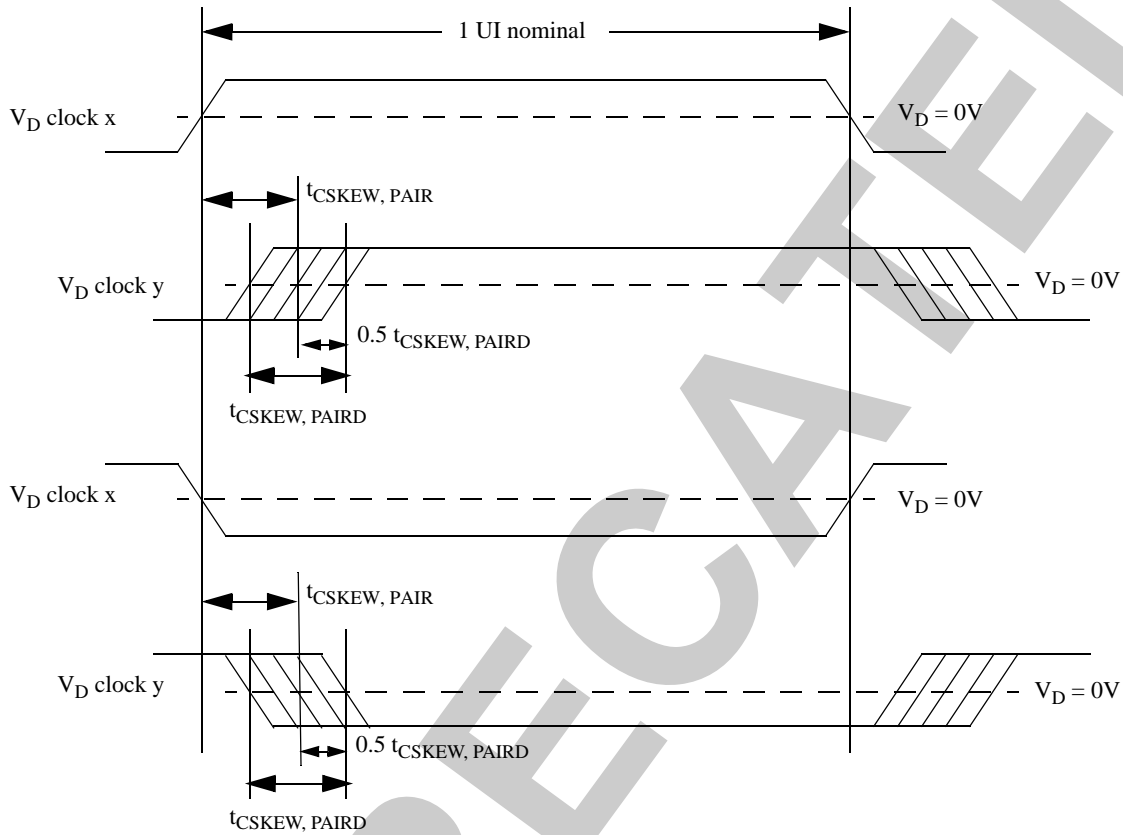 1 UI nominal
V_D clock x
V_D = 0V
t_CSKEW, PAIR
V_D clock y
V_D = 0V
0.5 t_CSKEW, PAIRD
t_CSKEW, PAIRD
V_D clock x
V_D = 0V
t_CSKEW, PAIR
V_D clock y
V_D = 0V
0.5 t_CSKEW, PAIRD
t_CSKEW, PAIRD
PECATE